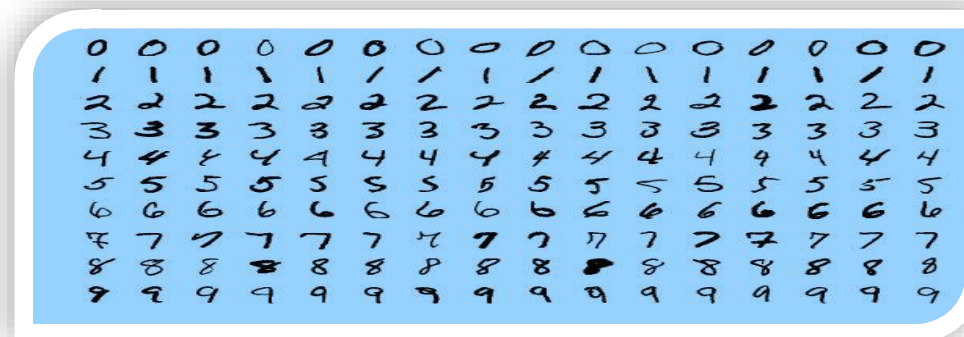 0 0 0 0 0 0 0 0 0 0 0 0 0 0 0 0
1 1 1 1 1 1 1 1 1 1 1 1 1 1 1 1
2 2 2 2 2 2 2 2 2 2 2 2 2 2 2 2
3 3 3 3 3 3 3 3 3 3 3 3 3 3 3 3
4 4 4 4 4 4 4 4 4 4 4 4 4 4 4 4
5 5 5 5 5 5 5 5 5 5 5 5 5 5 5 5
6 6 6 6 6 6 6 6 6 6 6 6 6 6 6 6
7 7 7 7 7 7 7 7 7 7 7 7 7 7 7 7
8 8 8 8 8 8 8 8 8 8 8 8 8 8 8 8
9 9 9 9 9 9 9 9 9 9 9 9 9 9 9 9